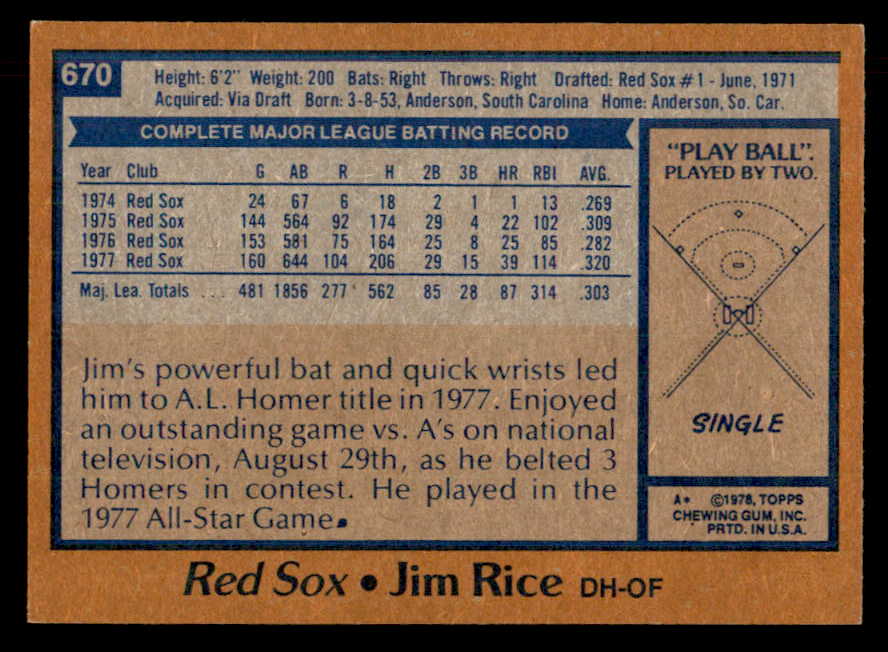 670
Height: 6'2" Weight: 200 Bats: Right Throws: Right Drafted: Red Sox #1 - June, 1971
Acquired: Via Draft Born: 3-8-53, Anderson, South Carolina Home: Anderson, So. Car.
COMPLETE MAJOR LEAGUE BATTING RECORD
Year Club G AB R H 2B 3B HR RBI AVG.
1974 Red Sox 24 67 6 18 2 1 1 13 .269
1975 Red Sox 144 564 92 174 29 4 22 102 .309
1976 Red Sox 153 581 75 164 25 8 25 85 .282
1977 Red Sox 160 644 104 206 29 15 39 114 .320
Maj. Lea. Totals ... 481 1856 277 562 85 28 87 314 .303
Jim's powerful bat and quick wrists led
him to A.L. Homer title in 1977. Enjoyed
an outstanding game vs. A's on national
television, August 29th, as he belted 3
Homers in contest. He played in the
1977 All-Star Game.
"PLAY BALL".
PLAYED BY TWO.
SINGLE
A* ©1978, TOPPS
CHEWING GUM, INC.
PRTD. IN U.S.A.
Red Sox • Jim Rice DH-OF